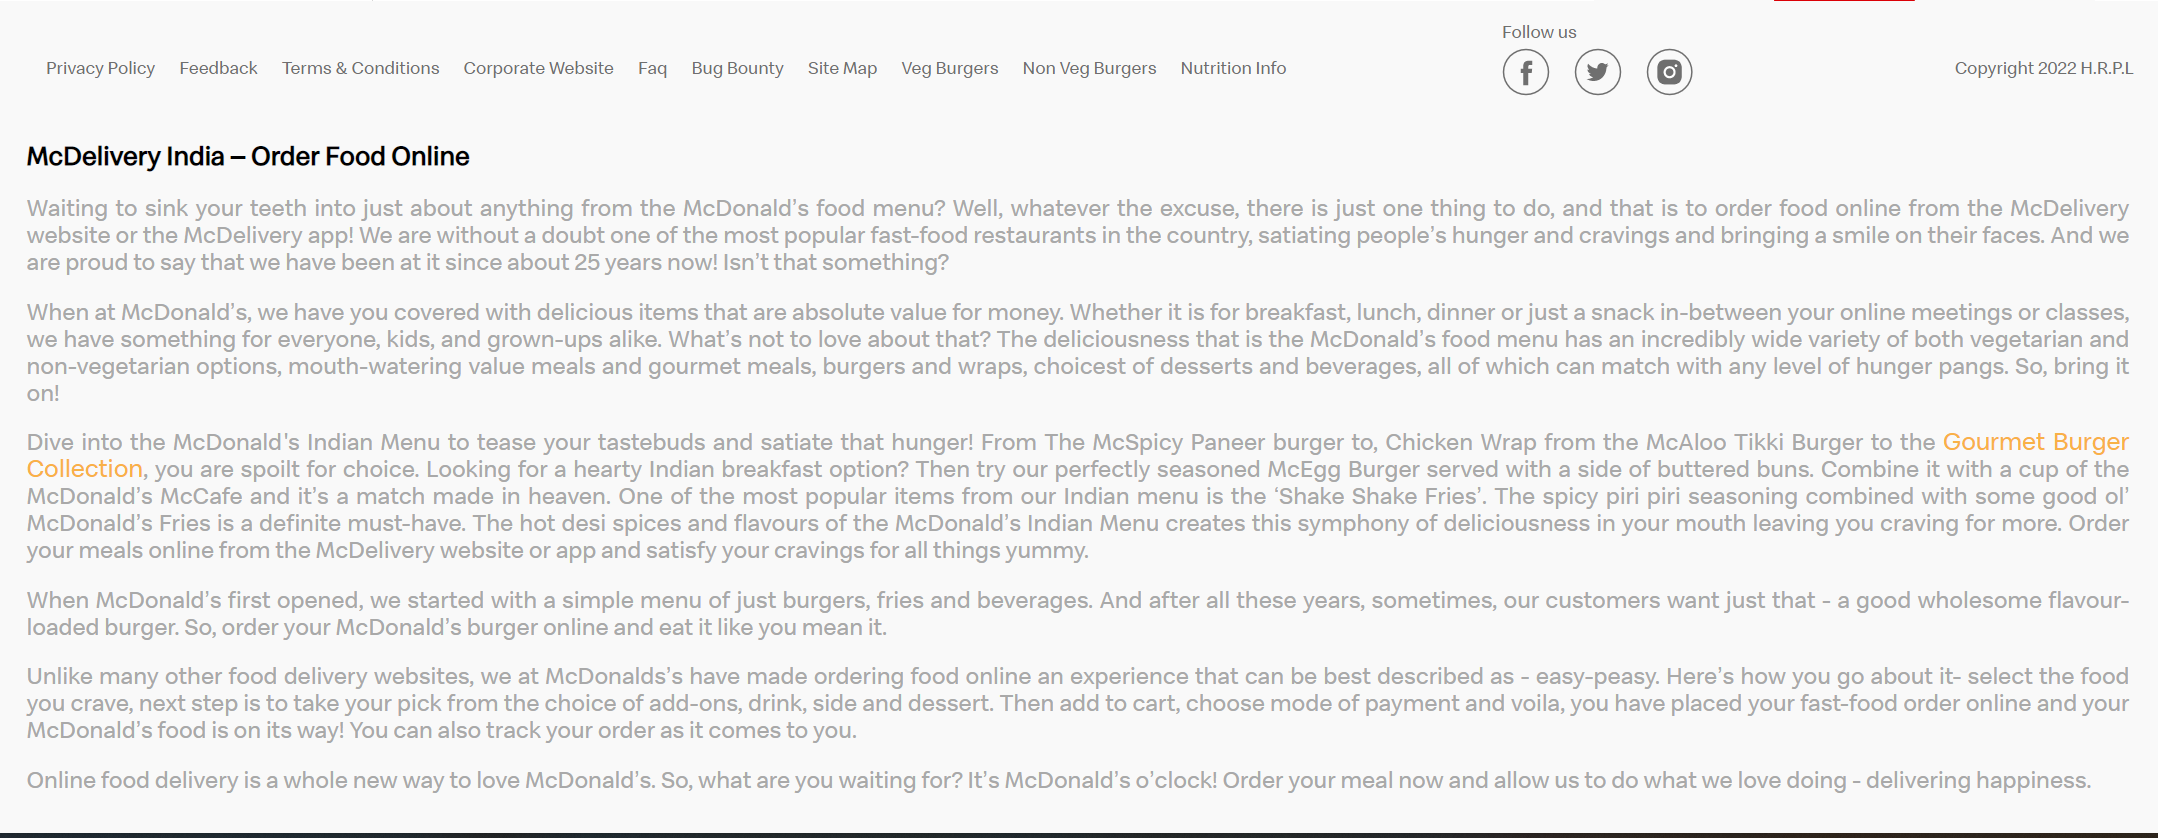 Follow us
Privacy Policy Feedback Terms & Conditions Corporate Website Faq Bug Bounty Site Map Veg Burgers Non Veg Burgers Nutrition Info Copyright 2022 H.R.P.L
McDelivery India – Order Food Online
Waiting to sink your teeth into just about anything from the McDonald’s food menu? Well, whatever the excuse, there is just one thing to do, and that is to order food online from the McDelivery
website or the McDelivery app! We are without a doubt one of the most popular fast-food restaurants in the country, satiating people’s hunger and cravings and bringing a smile on their faces. And we
are proud to say that we have been at it since about 25 years now! Isn’t that something?
When at McDonald’s, we have you covered with delicious items that are absolute value for money. Whether it is for breakfast, lunch, dinner or just a snack in-between your online meetings or classes,
we have something for everyone, kids, and grown-ups alike. What’s not to love about that? The deliciousness that is the McDonald’s food menu has an incredibly wide variety of both vegetarian and
non-vegetarian options, mouth-watering value meals and gourmet meals, burgers and wraps, choicest of desserts and beverages, all of which can match with any level of hunger pangs. So, bring it
on!
Dive into the McDonald's Indian Menu to tease your tastebuds and satiate that hunger! From The McSpicy Paneer burger to, Chicken Wrap from the McAloo Tikki Burger to the Gourmet Burger
Collection, you are spoilt for choice. Looking for a hearty Indian breakfast option? Then try our perfectly seasoned McEgg Burger served with a side of buttered buns. Combine it with a cup of the
McDonald’s McCafe and it’s a match made in heaven. One of the most popular items from our Indian menu is the ‘Shake Shake Fries’. The spicy piri piri seasoning combined with some good ol’
McDonald’s Fries is a definite must-have. The hot desi spices and flavours of the McDonald’s Indian Menu creates this symphony of deliciousness in your mouth leaving you craving for more. Order
your meals online from the McDelivery website or app and satisfy your cravings for all things yummy.
When McDonald’s first opened, we started with a simple menu of just burgers, fries and beverages. And after all these years, sometimes, our customers want just that - a good wholesome flavour-
loaded burger. So, order your McDonald’s burger online and eat it like you mean it.
Unlike many other food delivery websites, we at McDonalds’s have made ordering food online an experience that can be best described as - easy-peasy. Here’s how you go about it- select the food
you crave, next step is to take your pick from the choice of add-ons, drink, side and dessert. Then add to cart, choose mode of payment and voila, you have placed your fast-food order online and your
McDonald’s food is on its way! You can also track your order as it comes to you.
Online food delivery is a whole new way to love McDonald’s. So, what are you waiting for? It’s McDonald’s o’clock! Order your meal now and allow us to do what we love doing - delivering happiness.